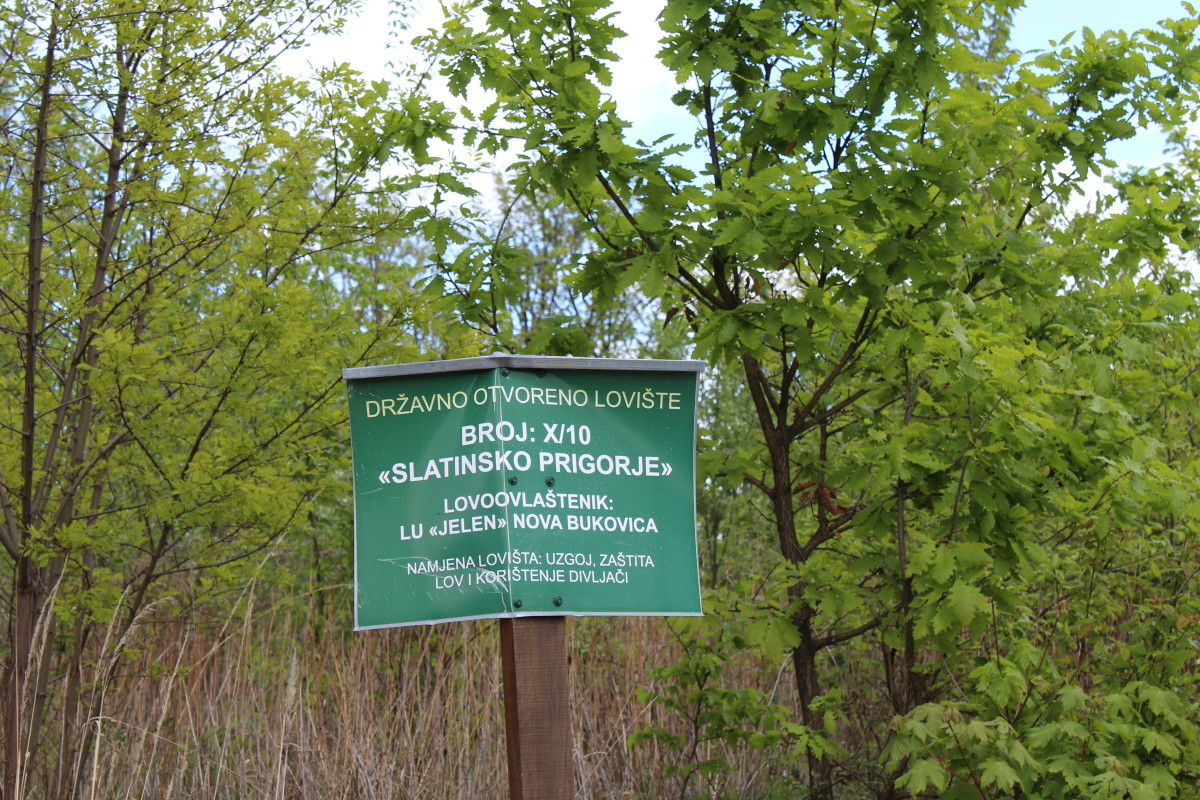 DRŽAVNO OTVORENO LOVIŠTE
BROJ: X/10
«SLATINSKO PRIGORJE»
LOVOOVLAŠTENIK:
LU «JELEN» NOVA BUKOVICA
NAMJENA LOVIŠTA: UZGOJ, ZAŠTITA
LOV I KORIŠTENJE DIVLJAČI